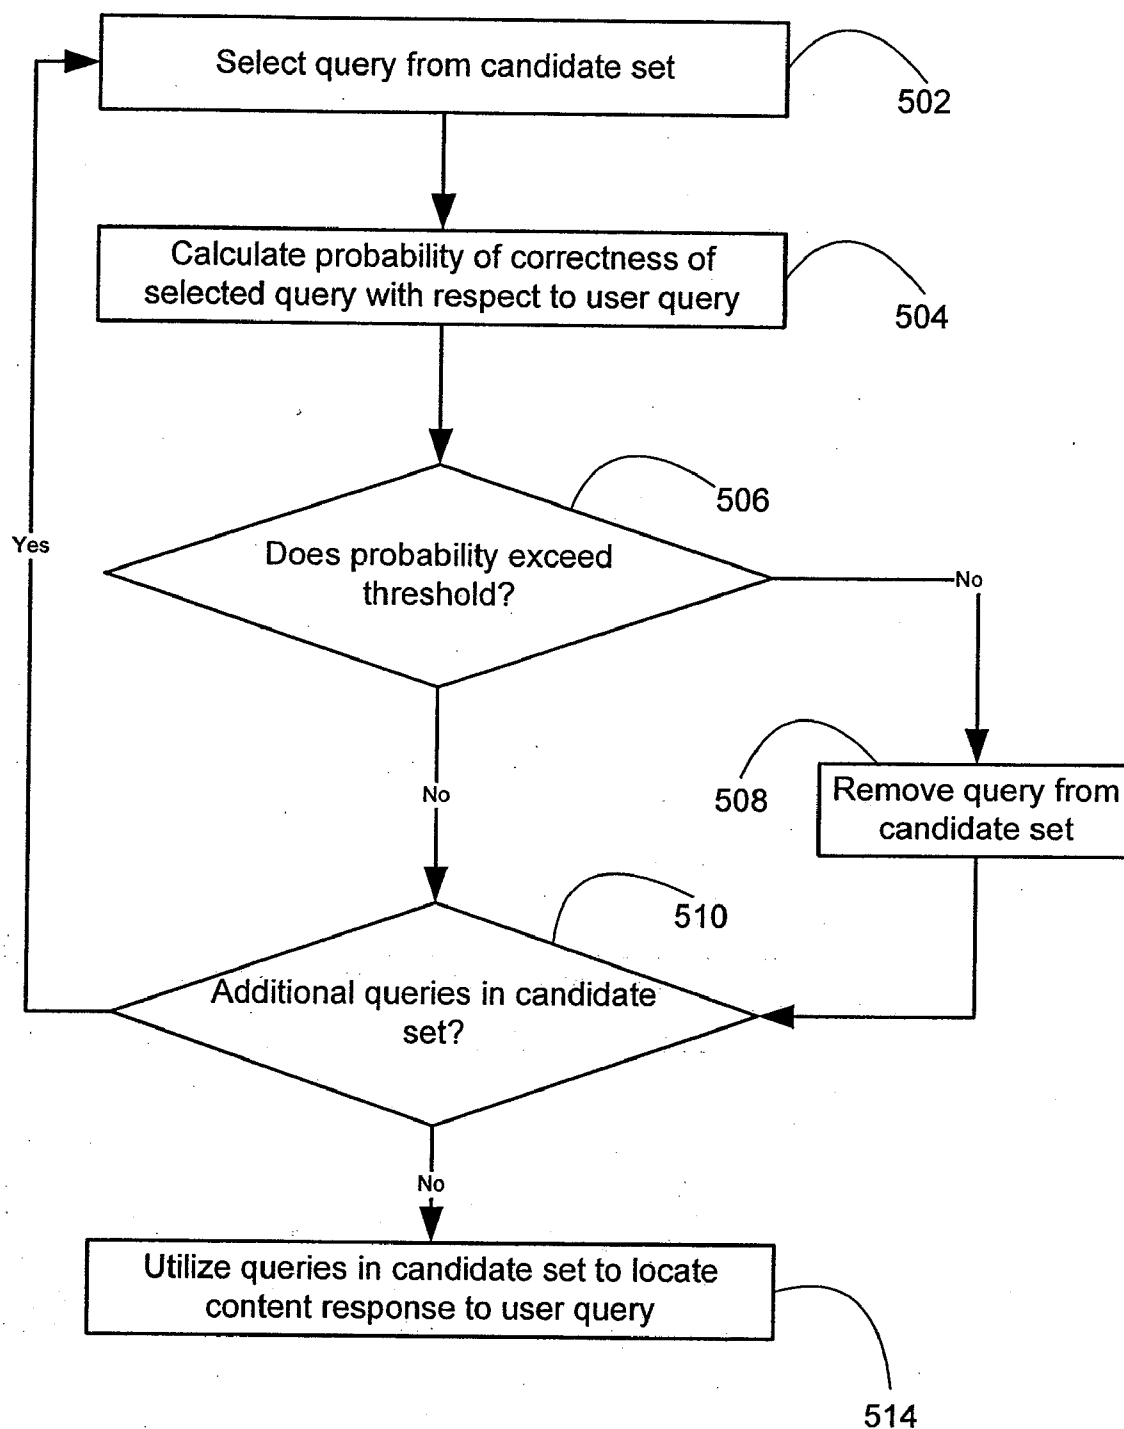 Select query from candidate set
502
Calculate probability of correctness of
selected query with respect to user query
504
506
Does probability exceed
threshold?
Yes
No
No
508
Remove query from
candidate set
510
Additional queries in candidate
set?
No
Utilize queries in candidate set to locate
content response to user query
514